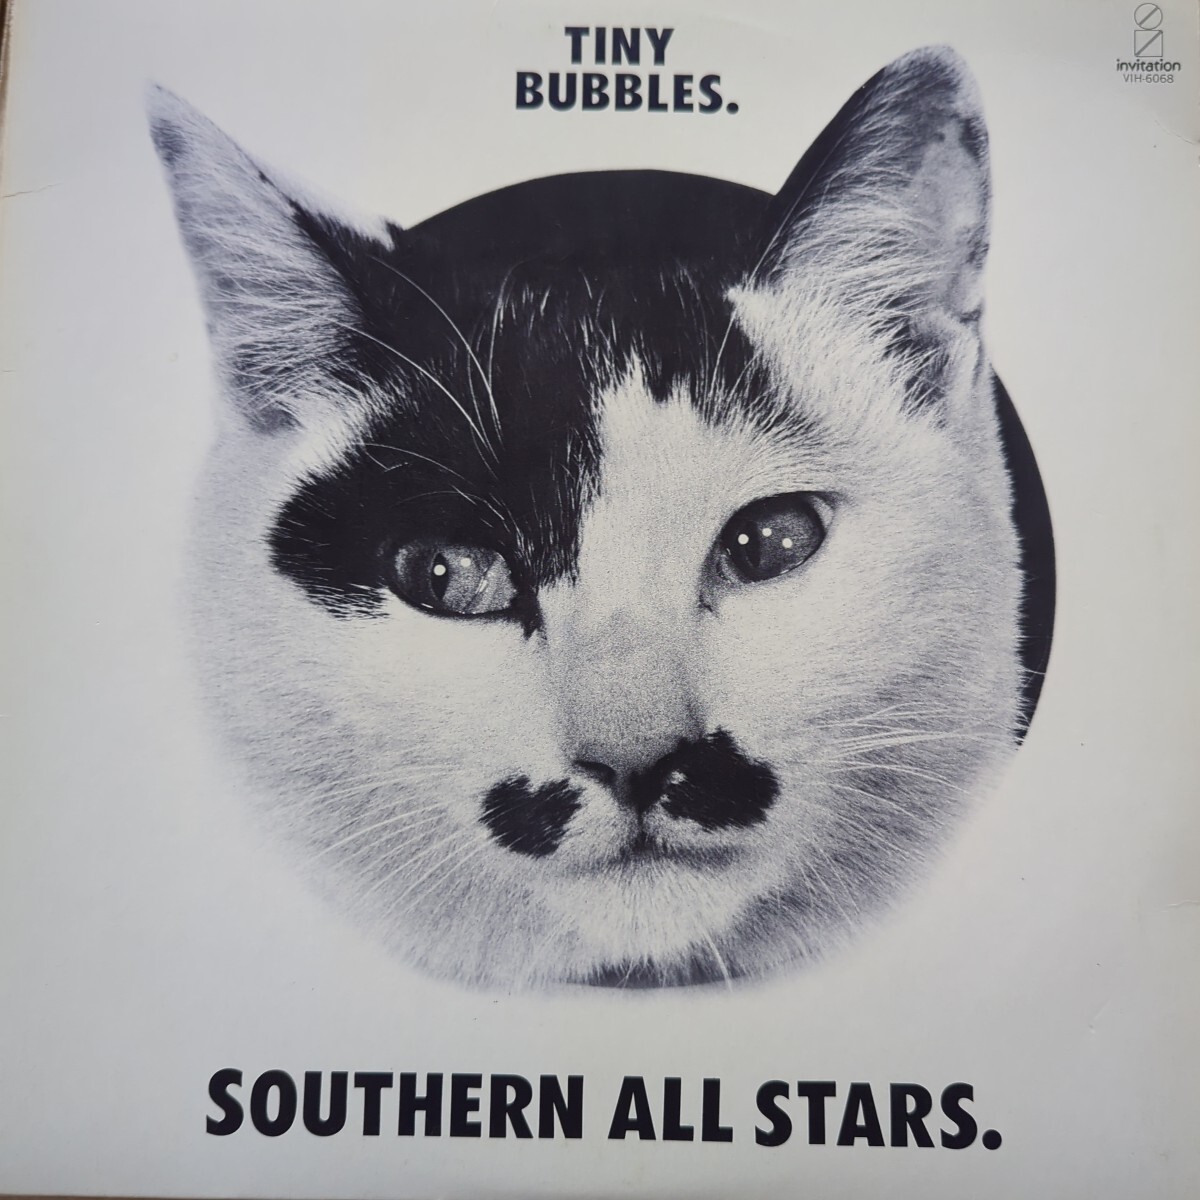 TINY
BUBBLES.
invitation
VIH-6068
SOUTHERN ALL STARS.